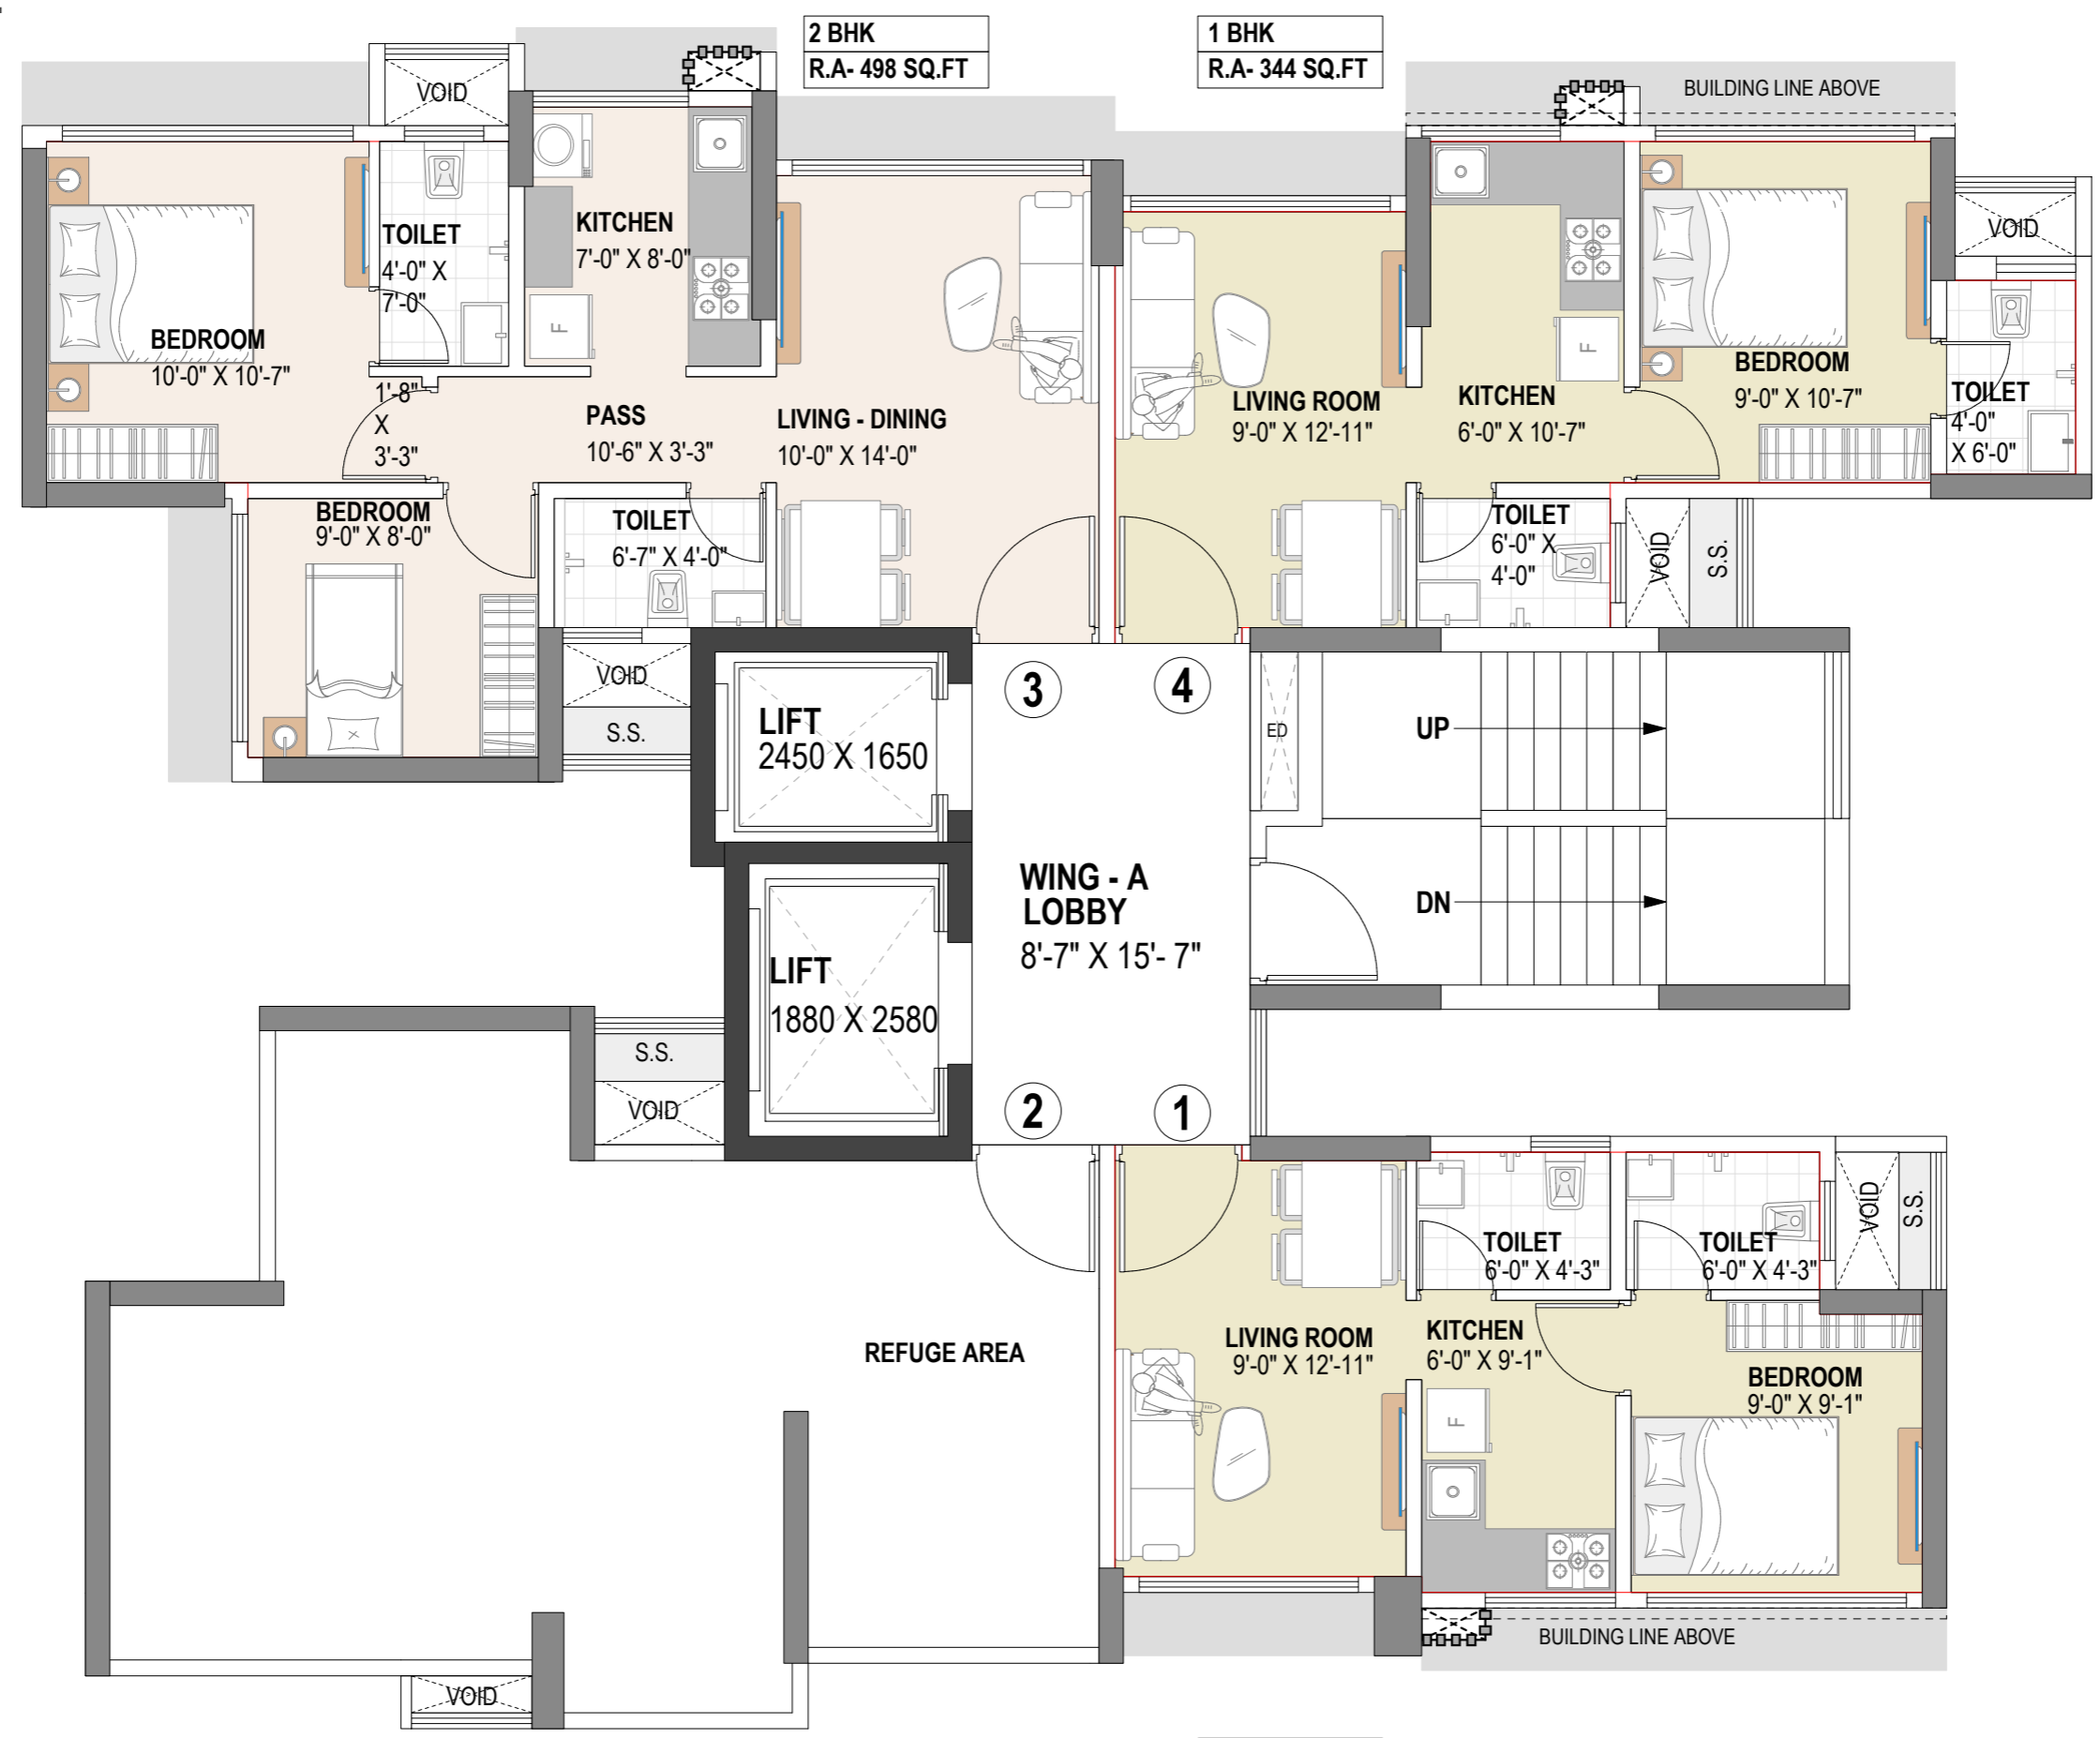 2 BHK
R.A- 498 SQ.FT
1 BHK
R.A- 344 SQ.FT
BUILDING LINE ABOVE
VOID
VOID
BEDROOM
10'-0" X 10'-7"
TOILET
4'-0" X
7'-0"
KITCHEN
7'-0" X 8'-0"
F
1'-8"
X
3'-3"
PASS
10'-6" X 3'-3"
LIVING - DINING
10'-0" X 14'-0"
LIVING ROOM
9'-0" X 12'-11"
KITCHEN
6'-0" X 10'-7"
F
BEDROOM
9'-0" X 10'-7"
TOILET
4'-0"
X 6'-0"
BEDROOM
9'-0" X 8'-0"
TOILET
6'-7" X 4'-0"
TOILET
6'-0" X
4'-0"
VOID
S.S.
VOID
S.S.
LIFT
2450 X 1650
3
4
ED
UP
WING - A
LOBBY
8'-7" X 15'- 7"
DN
LIFT
1880 X 2580
S.S.
VOID
2
1
REFUGE AREA
VOID
LIVING ROOM
9'-0" X 12'-11"
TOILET
6'-0" X 4'-3"
TOILET
6'-0" X 4'-3"
VOID
S.S.
KITCHEN
6'-0" X 9'-1"
F
BEDROOM
9'-0" X 9'-1"
BUILDING LINE ABOVE